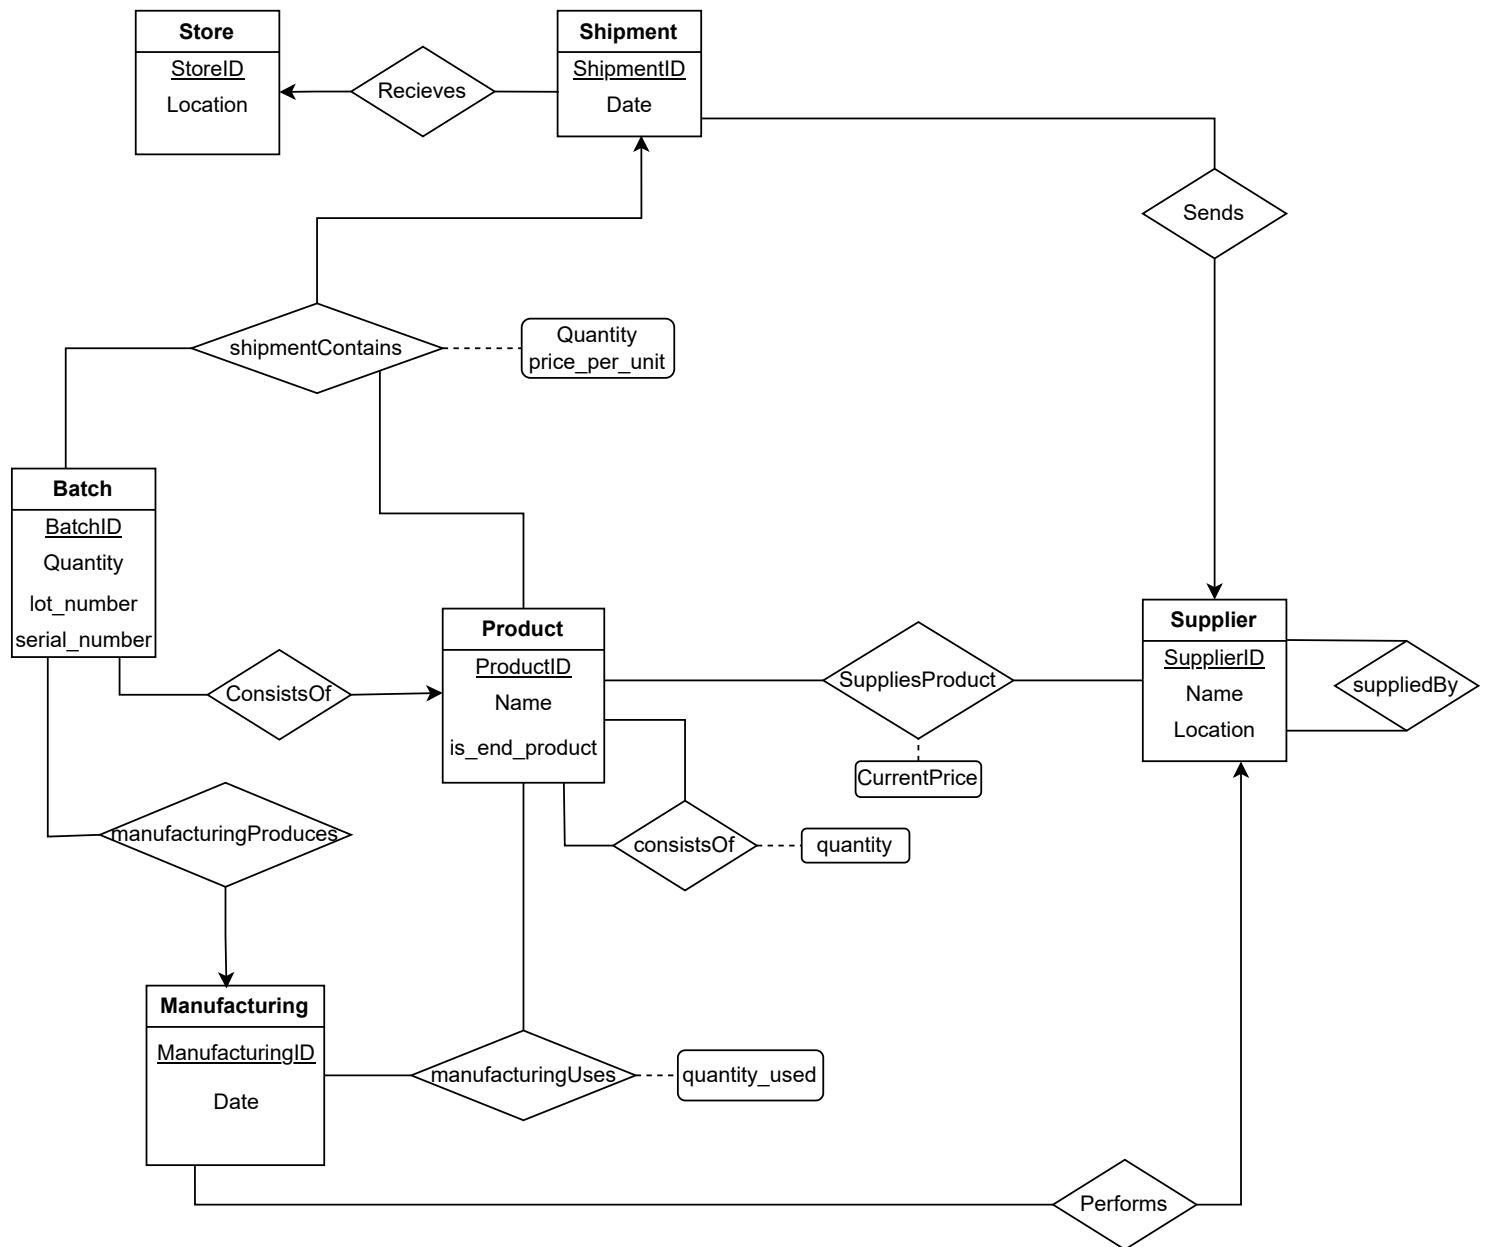 Store
StoreID
Location
Recieves
Shipment
ShipmentID
Date
Sends
shipmentContains
Quantity
price_per_unit
Batch
BatchID
Quantity
lot_number
serial_number
ConsistsOf
Product
ProductID
Name
is_end_product
SuppliesProduct
CurrentPrice
Supplier
SupplierID
Name
Location
suppliedBy
manufacturingProduces
consistsOf
quantity
Manufacturing
ManufacturingID
Date
manufacturingUses
quantity_used
Performs